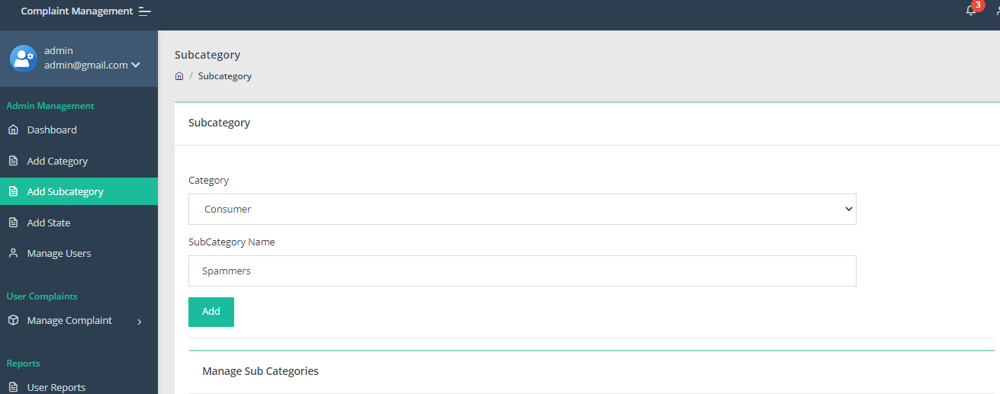 Complaint Management
3
admin
admin@gmail.com
Admin Management
Dashboard
Add Category
Add Subcategory
Add State
Manage Users
User Complaints
Manage Complaint
Reports
User Reports
Subcategory
/ Subcategory
Subcategory
Category
Consumer
SubCategory Name
Spammers
Add
Manage Sub Categories